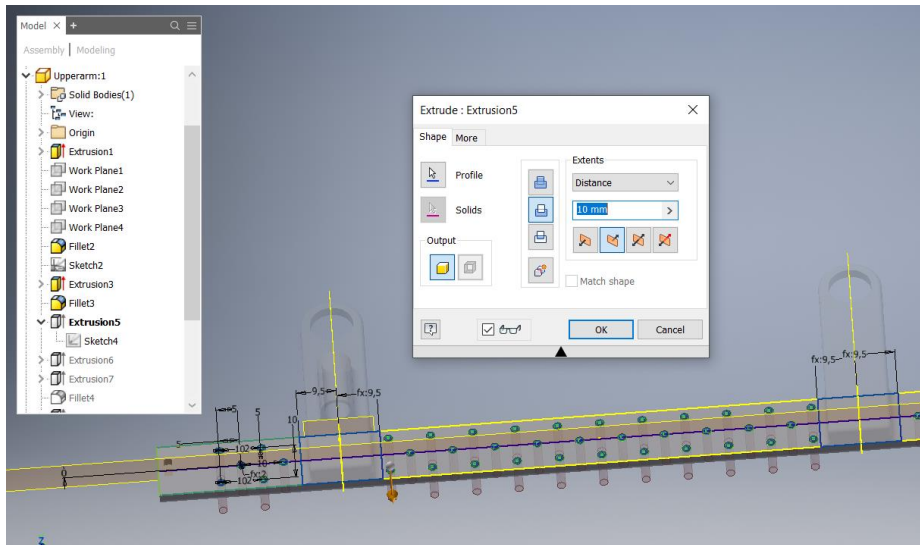 Model × +
Assembly | Modeling
Upperarm:1
Solid Bodies(1)
View:
Origin
Extrusion1
Work Plane1
Work Plane2
Work Plane3
Work Plane4
Fillet2
Sketch2
Extrusion3
Fillet3
Extrusion5
Sketch4
Extrusion6
Extrusion7
Fillet4
Extrude : Extrusion5
Shape More
Profile
Solids
Output
Extents
Distance
10 mm
Match shape
OK Cancel
fx:9,5 fx:9,5
9,5 fx:9,5
5 5
10
5
102
0
10
fx:2
102
z